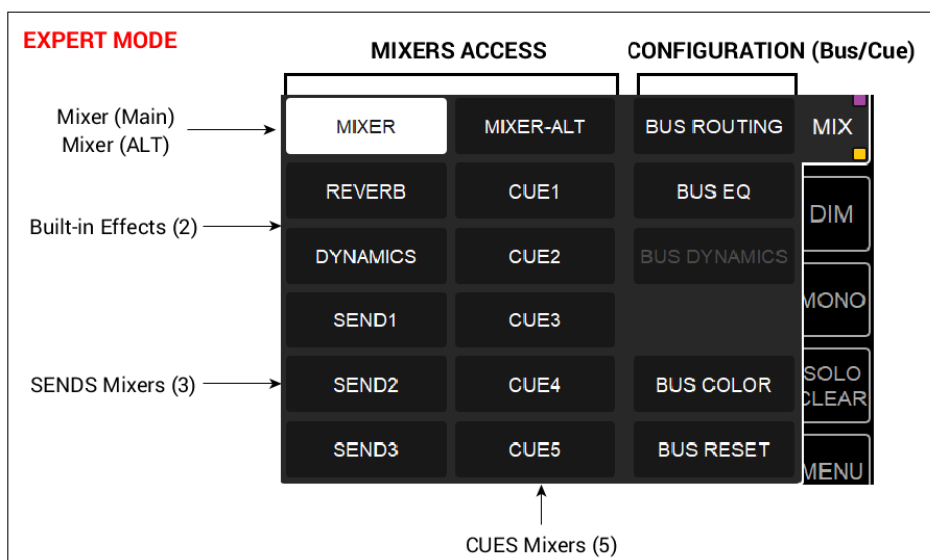 EXPERT MODE
MIXERS ACCESS
CONFIGURATION (Bus/Cue)
Mixer (Main)
Mixer (ALT)
MIXER
MIXER-ALT
BUS ROUTING
MIX
REVERB
CUE1
BUS EQ
DIM
Built-in Effects (2)
DYNAMICS
CUE2
BUS DYNAMICS
SEND1
CUE3
MONO
SENDS Mixers (3)
SEND2
CUE4
BUS COLOR
SOLO
CLEAR
SEND3
CUE5
BUS RESET
MENU
CUES Mixers (5)